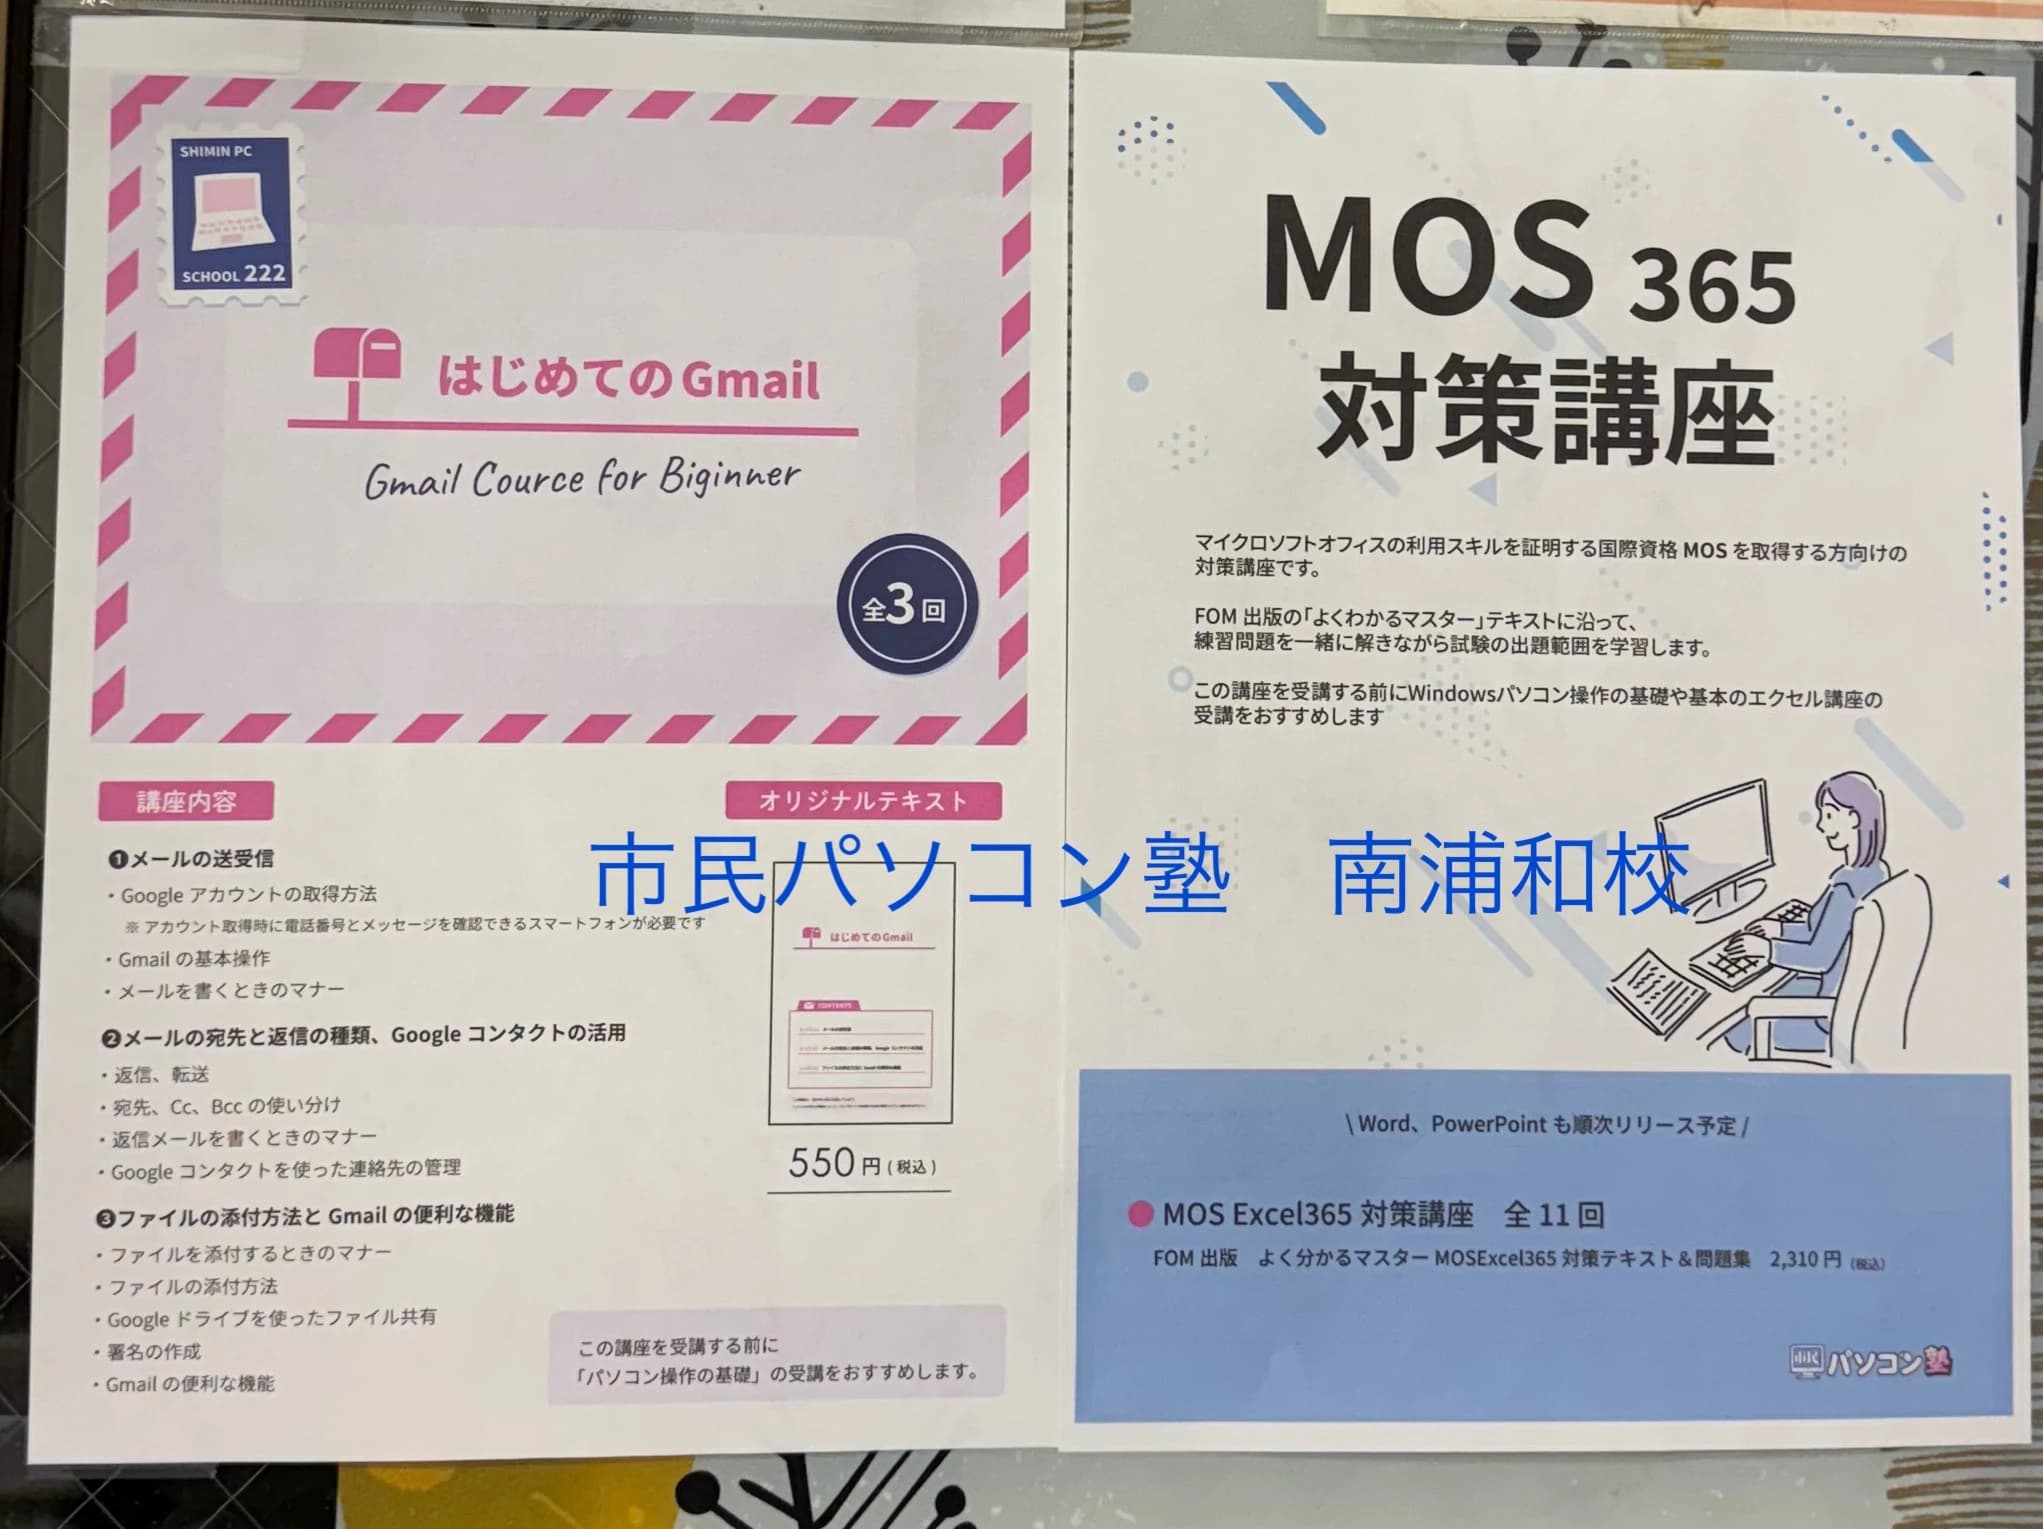 SHIMIN PC
SCHOOL 222
はじめてのGmail
Gmail Cource for Biginner
全3回
講座内容
❶メールの送受信
・Google アカウントの取得方法
※ アカウント取得時に電話番号とメッセージを確認できるスマートフォンが必要です
・Gmail の基本操作
・メールを書くときのマナー
❷メールの宛先と返信の種類、Google コンタクトの活用
・返信、転送
・宛先、Cc、Bcc の使い分け
・返信メールを書くときのマナー
・Google コンタクトを使った連絡先の管理
❸ファイルの添付方法と Gmail の便利な機能
・ファイルを添付するときのマナー
・ファイルの添付方法
・Google ドライブを使ったファイル共有
・署名の作成
・Gmail の便利な機能
オリジナルテキスト
はじめてのGmail
CONTENTS
550円(税込)
この講座を受講する前に
「パソコン操作の基礎」の受講をおすすめします。
市民パソコン塾　南浦和校
MOS 365
対策講座
マイクロソフトオフィスの利用スキルを証明する国際資格 MOS を取得する方向けの
対策講座です。
FOM 出版の「よくわかるマスター」テキストに沿って、
練習問題を一緒に解きながら試験の出題範囲を学習します。
この講座を受講する前にWindowsパソコン操作の基礎や基本のエクセル講座の
受講をおすすめします
\ Word、PowerPoint も順次リリース予定 /
MOS Excel365 対策講座　全 11 回
FOM 出版　よく分かるマスター MOSExcel365 対策テキスト＆問題集　2,310 円 (税込)
市民パソコン塾